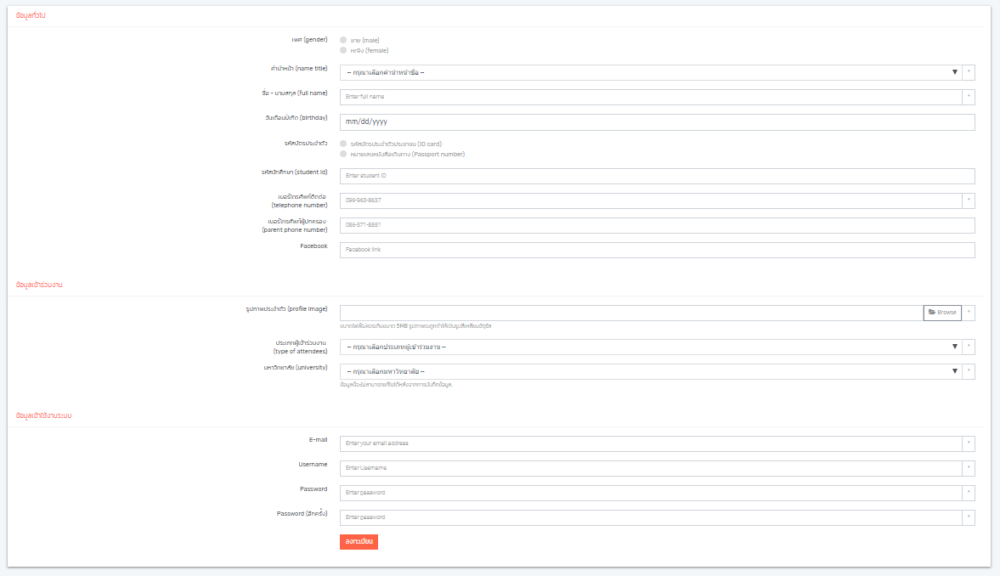 ข้อมูลทั่วไป
เพศ (gender)
ชาย (male)
หญิง (female)
คำนำหน้า (name title)
-- กรุณาเลือกคำนำหน้าชื่อ --
*
ชื่อ - นามสกุล (full name)
Enter full name
*
วันเดือนปีเกิด (birthday)
mm/dd/yyyy
รหัสบัตรประจำตัว
รหัสบัตรประจำตัวประชาชน (ID card)
หมายเลขหนังสือเดินทาง (Passport number)
รหัสนักศึกษา (student id)
Enter student ID
เบอร์โทรศัพท์ติดต่อ
(telephone number)
096-963-8637
*
เบอร์โทรศัพท์ผู้ปกครอง
(parent phone number)
086-371-8551
Facebook
Facebook link
ข้อมูลเข้าร่วมงาน
รูปภาพประจำตัว (profile image)
Browse
*
ขนาดไฟล์ไม่ควรเกินขนาด 3MB รูปภาพจะถูกทำให้เป็นรูปสี่เหลี่ยมจัตุรัส
ประเภทผู้เข้าร่วมงาน
(type of attendees)
-- กรุณาเลือกประเภทผู้เข้าร่วมงาน --
*
มหาวิทยาลัย (university)
-- กรุณาเลือกมหาวิทยาลัย --
*
ข้อมูลนี้จะไม่สามารถแก้ไขได้หลังจากการบันทึกข้อมูล.
ข้อมูลเข้าใช้งานระบบ
E-mail
Enter your email address
*
Username
Enter Username
*
Password
Enter password
*
Password (อีกครั้ง)
Enter password
*
ลงทะเบียน